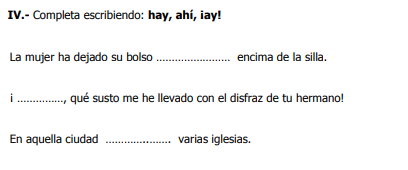 IV.- Completa escribiendo: hay, ahí, ¡ay!
La mujer ha dejado su bolso ........................ encima de la silla.
¡ ..............., qué susto me he llevado con el disfraz de tu hermano!
En aquella ciudad ..................... varias iglesias.